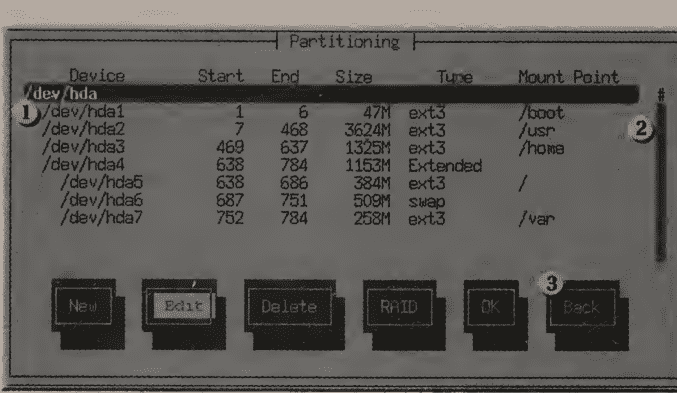 Partitioning
Device Start End Size Type Mount Point
/dev/hda
/dev/hda1 1 6 47M ext3 /boot
/dev/hda2 7 468 3624M ext3 /usr
/dev/hda3 469 637 1325M ext3 /home
/dev/hda4 638 784 1153M Extended
/dev/hda5 638 686 384M ext3 /
/dev/hda6 687 751 509M swap
/dev/hda7 752 784 258M ext3 /var
#
1
2
3
New Edit Delete RAID OK Back